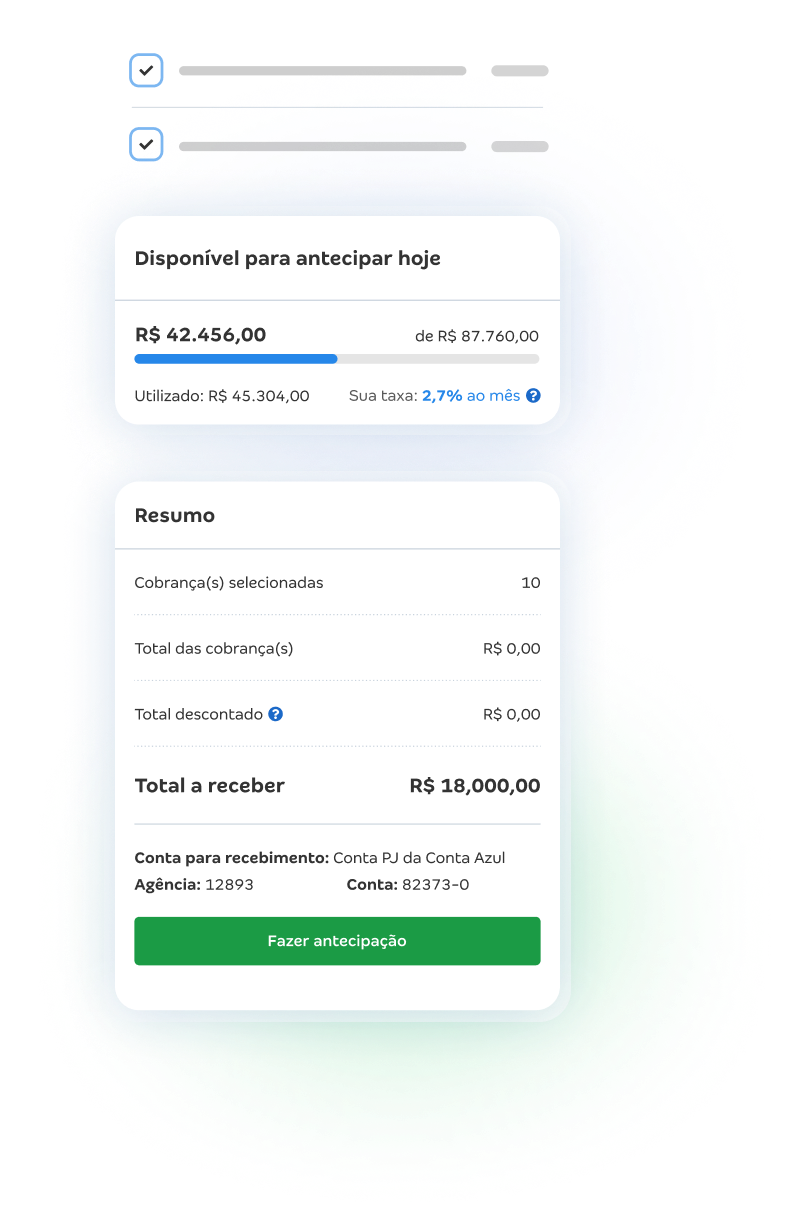 Disponível para antecipar hoje
R$ 42.456,00 de R$ 87.760,00
Utilizado: R$ 45.304,00 Sua taxa: 2,7% ao mês ?
Resumo
Cobrança(s) selecionadas 10
Total das cobrança(s) R$ 0,00
Total descontado ? R$ 0,00
Total a receber R$ 18,000,00
Conta para recebimento: Conta PJ da Conta Azul
Agência: 12893 Conta: 82373-0
Fazer antecipação